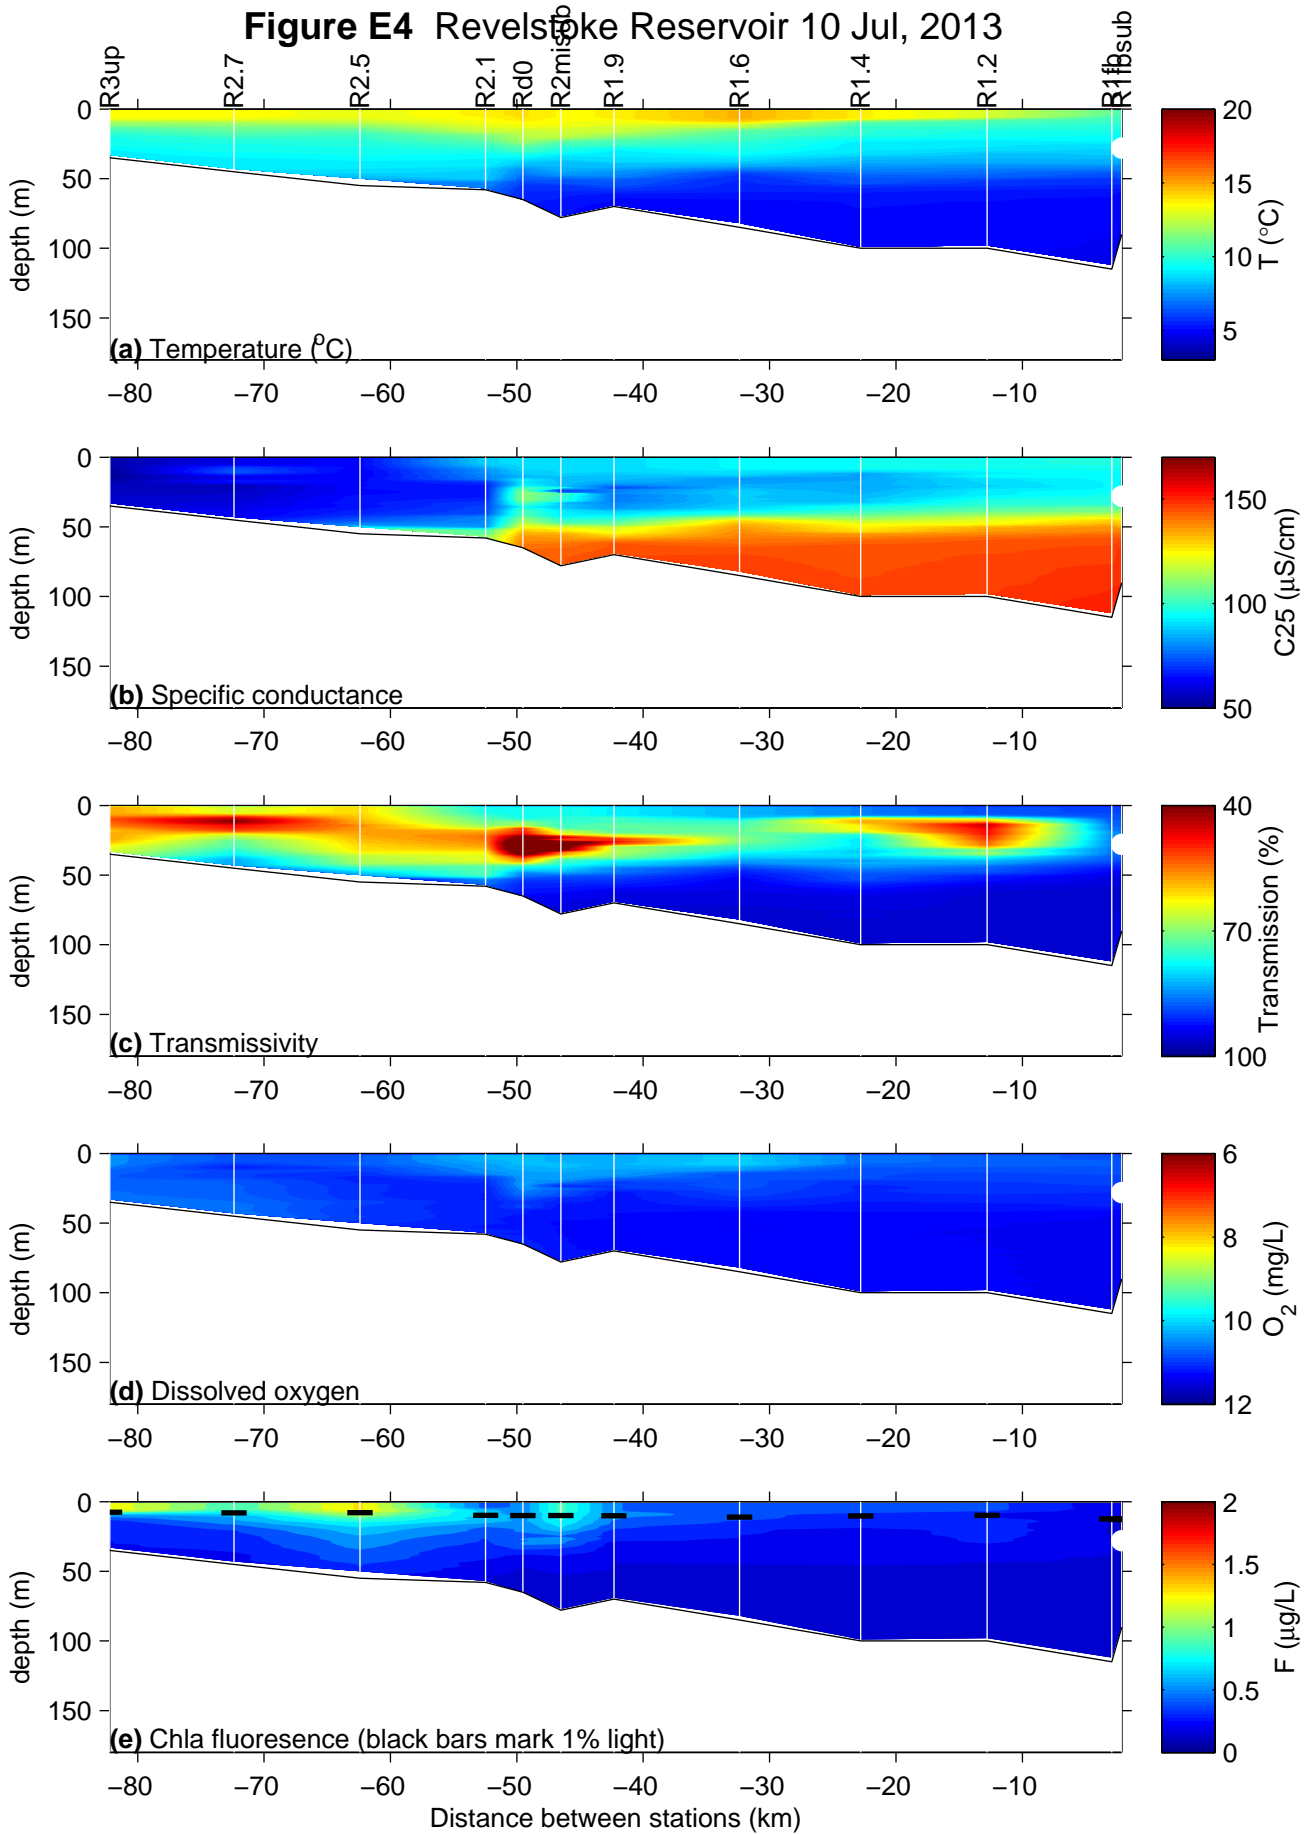 Figure E4 Revelstoke Reservoir 10 Jul, 2013
R3up R2.7 R2.5 R2.1 Rd0 R2missub R1.9 R1.6 R1.4 R1.2 R1fb R1fbsub
0
50
100
150
depth (m)
(a) Temperature (°C)
−80 −70 −60 −50 −40 −30 −20 −10
20
15
10
5
T (°C)
0
50
100
150
depth (m)
(b) Specific conductance
−80 −70 −60 −50 −40 −30 −20 −10
150
100
50
C25 (µS/cm)
0
50
100
150
depth (m)
(c) Transmissivity
−80 −70 −60 −50 −40 −30 −20 −10
40
70
100
Transmission (%)
0
50
100
150
depth (m)
(d) Dissolved oxygen
−80 −70 −60 −50 −40 −30 −20 −10
6
8
10
12
O2 (mg/L)
0
50
100
150
depth (m)
(e) Chla fluoresence (black bars mark 1% light)
−80 −70 −60 −50 −40 −30 −20 −10
2
1.5
1
0.5
0
F (µg/L)
Distance between stations (km)